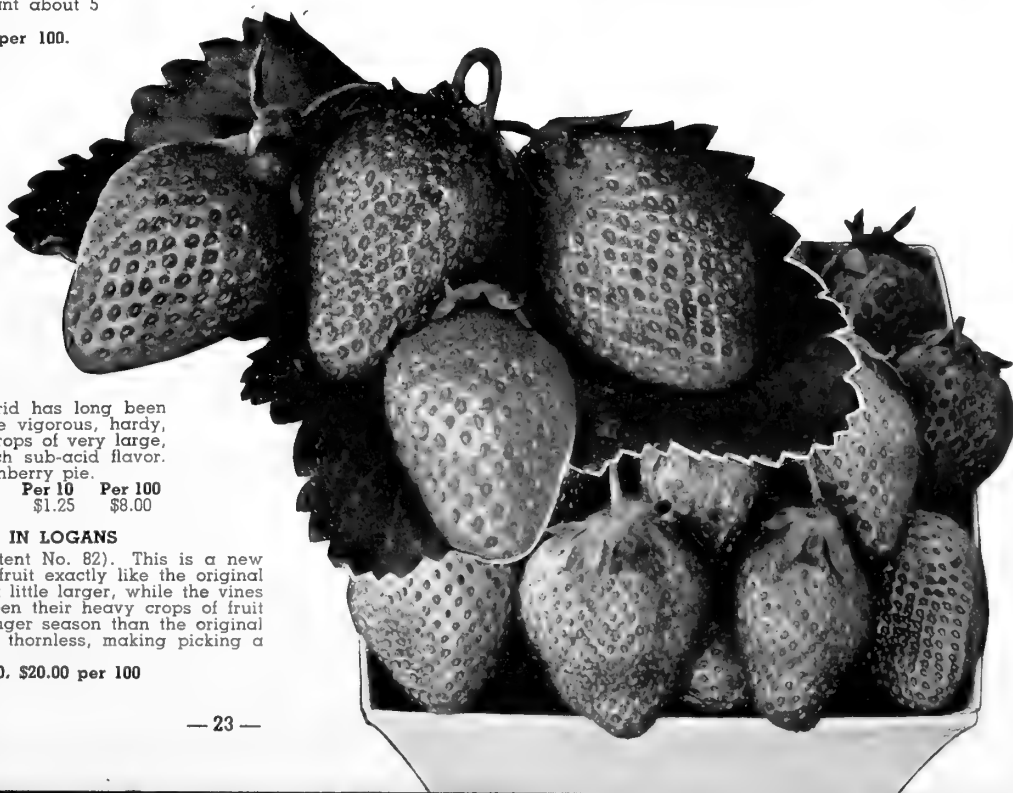 nt about 5
per 100.
rid has long been
e vigorous, hardy,
rops of very large,
ch sub-acid flavor.
nberry pie.
Per 10 Per 100
$1.25 $8.00
IN LOGANS
tent No. 82). This is a new
fruit exactly like the original
little larger, while the vines
en their heavy crops of fruit
nger season than the original
thornless, making picking a
0. $20.00 per 100
— 23 —